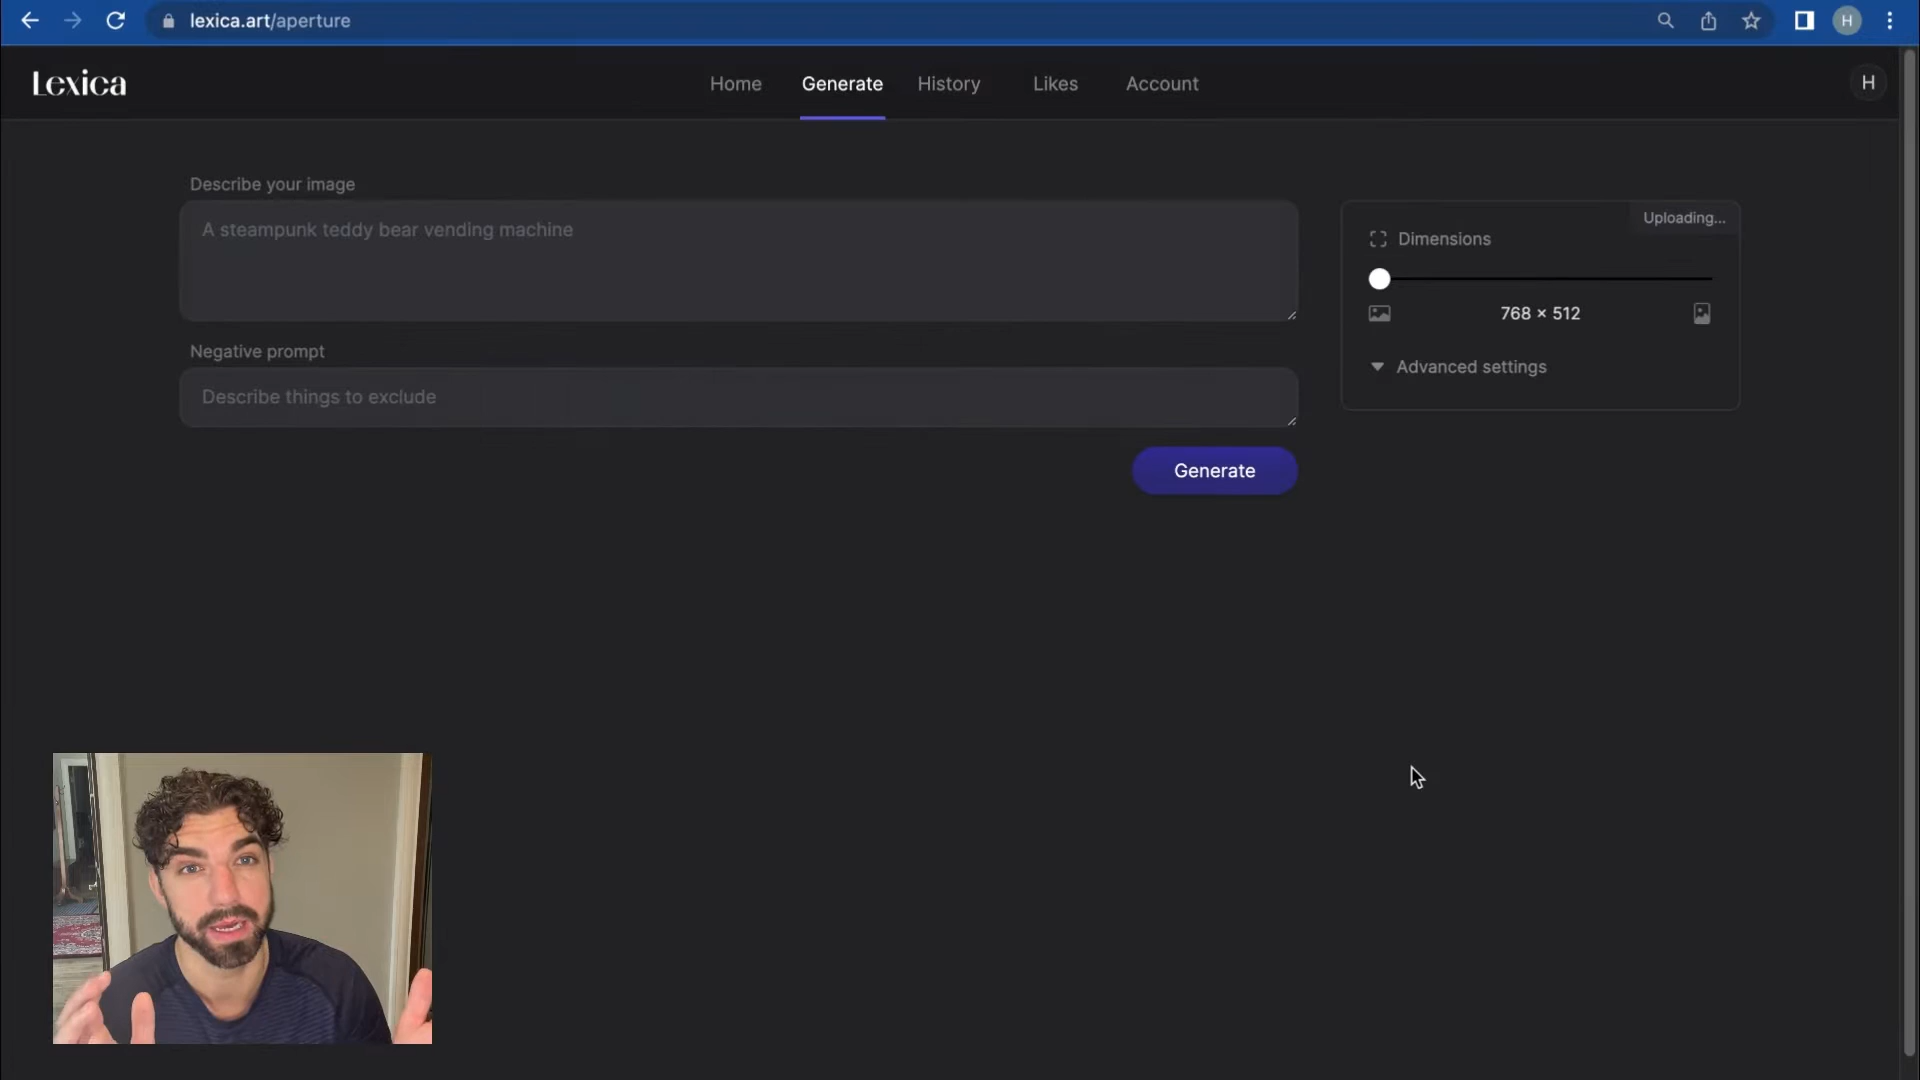 lexica.art/aperture
H
Lexica
Home
Generate
History
Likes
Account
H
Describe your image
A steampunk teddy bear vending machine
Uploading...
Dimensions
768 × 512
Negative prompt
Describe things to exclude
Advanced settings
Generate